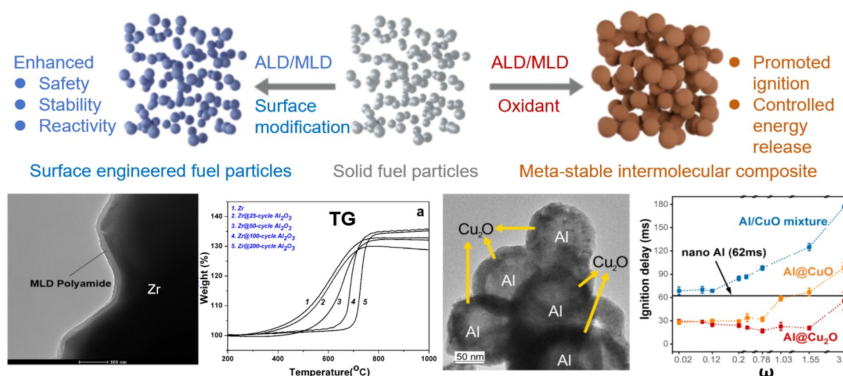 Enhanced
Safety
Stability
Reactivity
ALD/MLD
Surface
modification
ALD/MLD
Oxidant
Promoted
ignition
Controlled
energy
release
Surface engineered fuel particles
Solid fuel particles
Meta-stable intermolecular composite
MLD Polyamide
Zr
TG
a
1. Zr
2. Zr@25-cycle Al₂O₃
3. Zr@50-cycle Al₂O₃
4. Zr@100-cycle Al₂O₃
5. Zr@200-cycle Al₂O₃
Weight (%)
140
130
120
110
100
90
1 2 3 4 5
200 400 600 800 1000
Temperature(°C)
Cu₂O
Al
Al
Cu₂O
Al
Al
Al
50 nm
Ignition delay (ms)
180
150
120
90
60
30
0
Al/CuO mixture
nano Al (62ms)
Al@CuO
Al@Cu₂O
0.02 0.12 0.2 0.78 1.03 1.55
ω